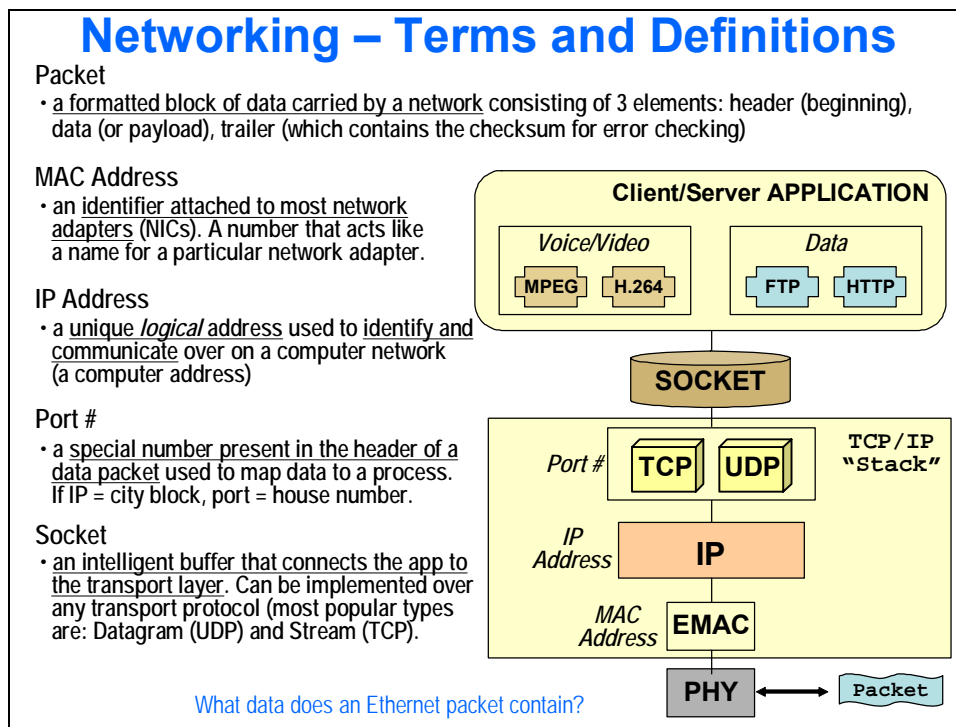 Networking – Terms and Definitions
Packet
• a formatted block of data carried by a network consisting of 3 elements: header (beginning),
data (or payload), trailer (which contains the checksum for error checking)
MAC Address
• an identifier attached to most network
adapters (NICs). A number that acts like
a name for a particular network adapter.
IP Address
• a unique logical address used to identify and
communicate over on a computer network
(a computer address)
Port #
• a special number present in the header of a
data packet used to map data to a process.
If IP = city block, port = house number.
Socket
• an intelligent buffer that connects the app to
the transport layer. Can be implemented over
any transport protocol (most popular types
are: Datagram (UDP) and Stream (TCP).
Client/Server APPLICATION
Voice/Video
MPEG H.264
Data
FTP HTTP
SOCKET
TCP/IP
“Stack”
Port #
TCP UDP
IP
Address
IP
MAC
Address
EMAC
PHY
Packet
What data does an Ethernet packet contain?